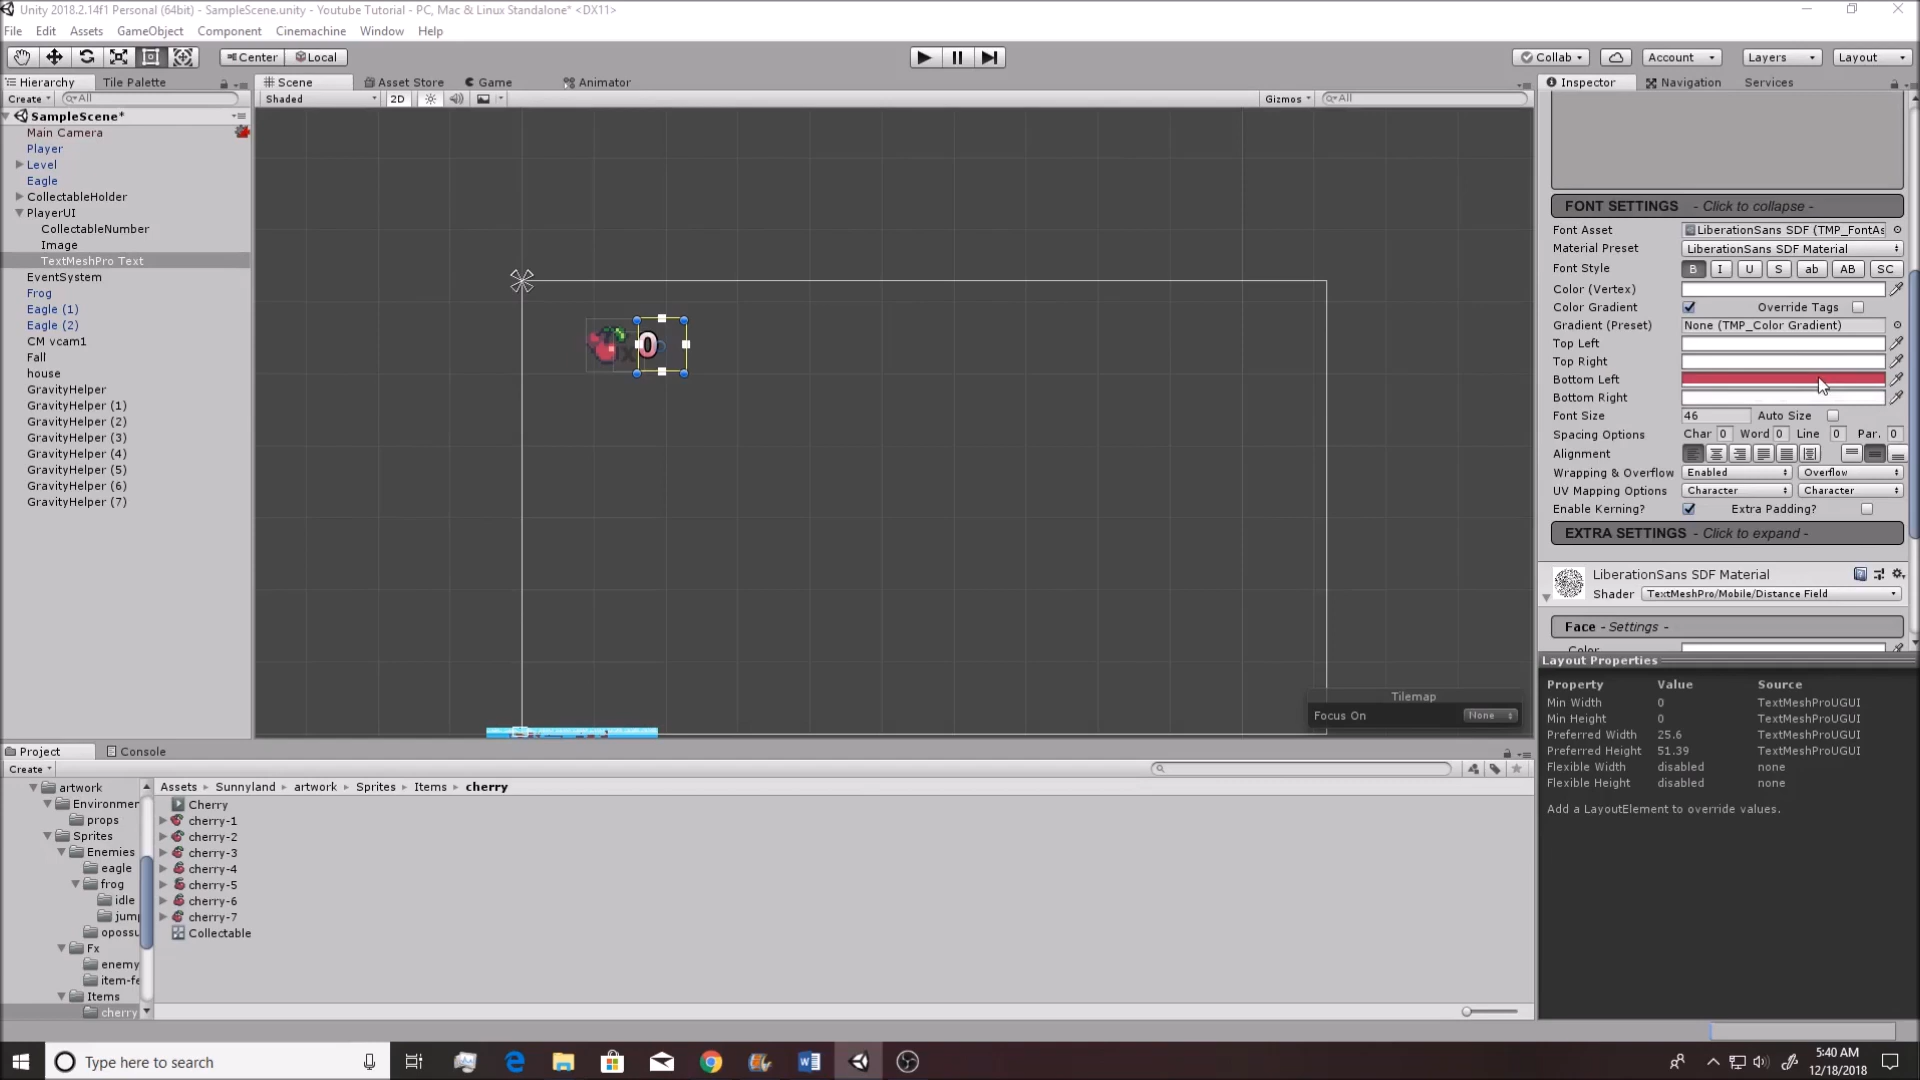 Unity 2018.2.14f1 Personal (64bit) - SampleScene.unity - Youtube Tutorial - PC, Mac & Linux Standalone* <DX11>
File Edit Assets GameObject Component Cinemachine Window Help
Center Local Collab Account Layers Layout
Hierarchy Tile Palette Scene Asset Store Game Animator Inspector Navigation Services
Create All Shaded 2D Gizmos All
SampleScene*
Main Camera
Player
Level
Eagle
CollectableHolder
PlayerUI
CollectableNumber
Image
TextMeshPro Text
EventSystem
Frog
Eagle (1)
Eagle (2)
CM vcam1
Fall
house
GravityHelper
GravityHelper (1)
GravityHelper (2)
GravityHelper (3)
GravityHelper (4)
GravityHelper (5)
GravityHelper (6)
GravityHelper (7)
0
Tilemap
Focus On None
FONT SETTINGS - Click to collapse -
Font Asset LiberationSans SDF (TMP_FontAs
Material Preset LiberationSans SDF Material
Font Style B I U S ab AB SC
Color (Vertex)
Color Gradient Override Tags
Gradient (Preset) None (TMP_Color Gradient)
Top Left
Top Right
Bottom Left
Bottom Right
Font Size 46 Auto Size
Spacing Options Char 0 Word 0 Line 0 Par. 0
Alignment
Wrapping & Overflow Enabled Overflow
UV Mapping Options Character Character
Enable Kerning? Extra Padding?
EXTRA SETTINGS - Click to expand -
LiberationSans SDF Material
Shader TextMeshPro/Mobile/Distance Field
Face - Settings -
Color
Layout Properties
Property Value Source
Min Width 0 TextMeshProUGUI
Min Height 0 TextMeshProUGUI
Preferred Width 25.6 TextMeshProUGUI
Preferred Height 51.39 TextMeshProUGUI
Flexible Width disabled none
Flexible Height disabled none
Add a LayoutElement to override values.
Project Console
Create
artwork
Environmer
props
Sprites
Enemies
eagle
frog
idle
jump
opossu
Fx
enemy
item-fe
Items
cherry
Assets Sunnyland artwork Sprites Items cherry
Cherry
cherry-1
cherry-2
cherry-3
cherry-4
cherry-5
cherry-6
cherry-7
Collectable
Type here to search
5:40 AM
12/18/2018